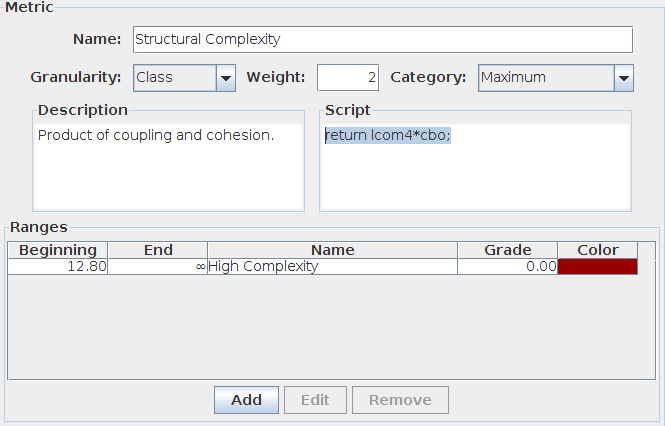 Metric
Name: Structural Complexity
Granularity: Class Weight: 2 Category: Maximum
Description
Product of coupling and cohesion.
Script
return lcom4*cbo;
Ranges
Beginning End Name Grade Color
12.80 ∞ High Complexity 0.00
Add Edit Remove